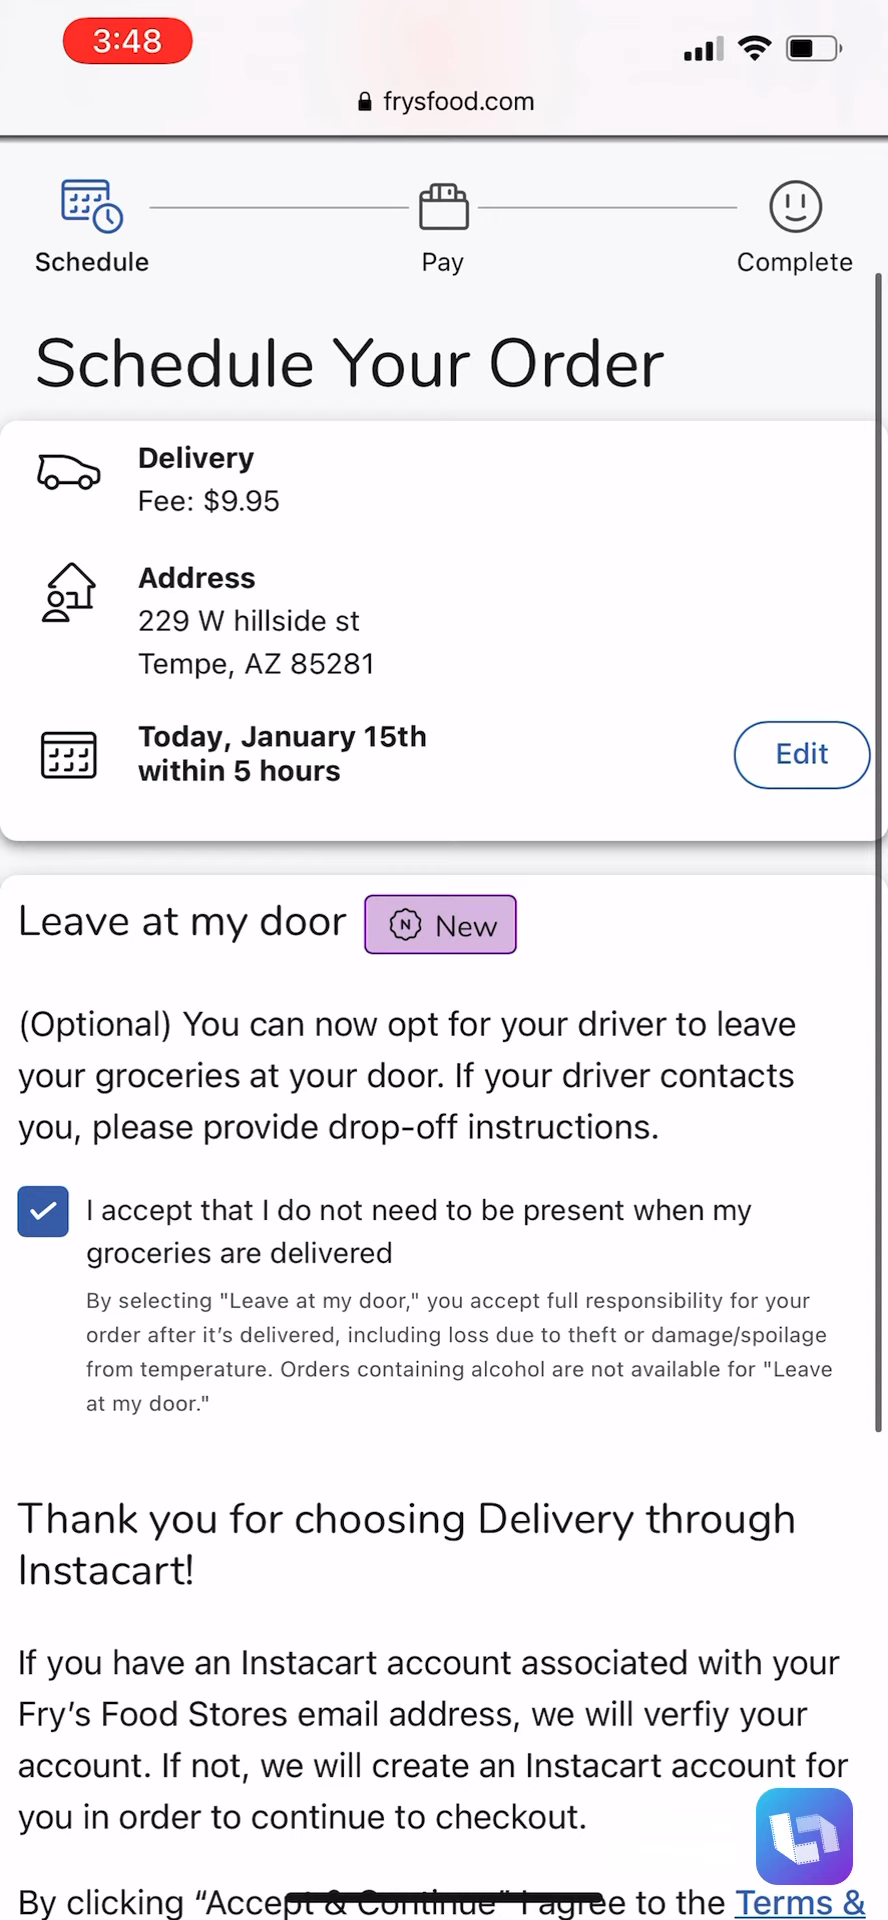 3:48
frysfood.com
Schedule
Pay
Complete
Schedule Your Order
Delivery
Fee: $9.95
Address
229 W hillside st
Tempe, AZ 85281
Today, January 15th
within 5 hours
Edit
Leave at my door
N New
(Optional) You can now opt for your driver to leave
your groceries at your door. If your driver contacts
you, please provide drop-off instructions.
I accept that I do not need to be present when my
groceries are delivered
By selecting "Leave at my door," you accept full responsibility for your
order after it's delivered, including loss due to theft or damage/spoilage
from temperature. Orders containing alcohol are not available for "Leave
at my door."
Thank you for choosing Delivery through
Instacart!
If you have an Instacart account associated with your
Fry's Food Stores email address, we will verfiy your
account. If not, we will create an Instacart account for
you in order to continue to checkout.
By clicking “Accept & Continue” I agree to the Terms &